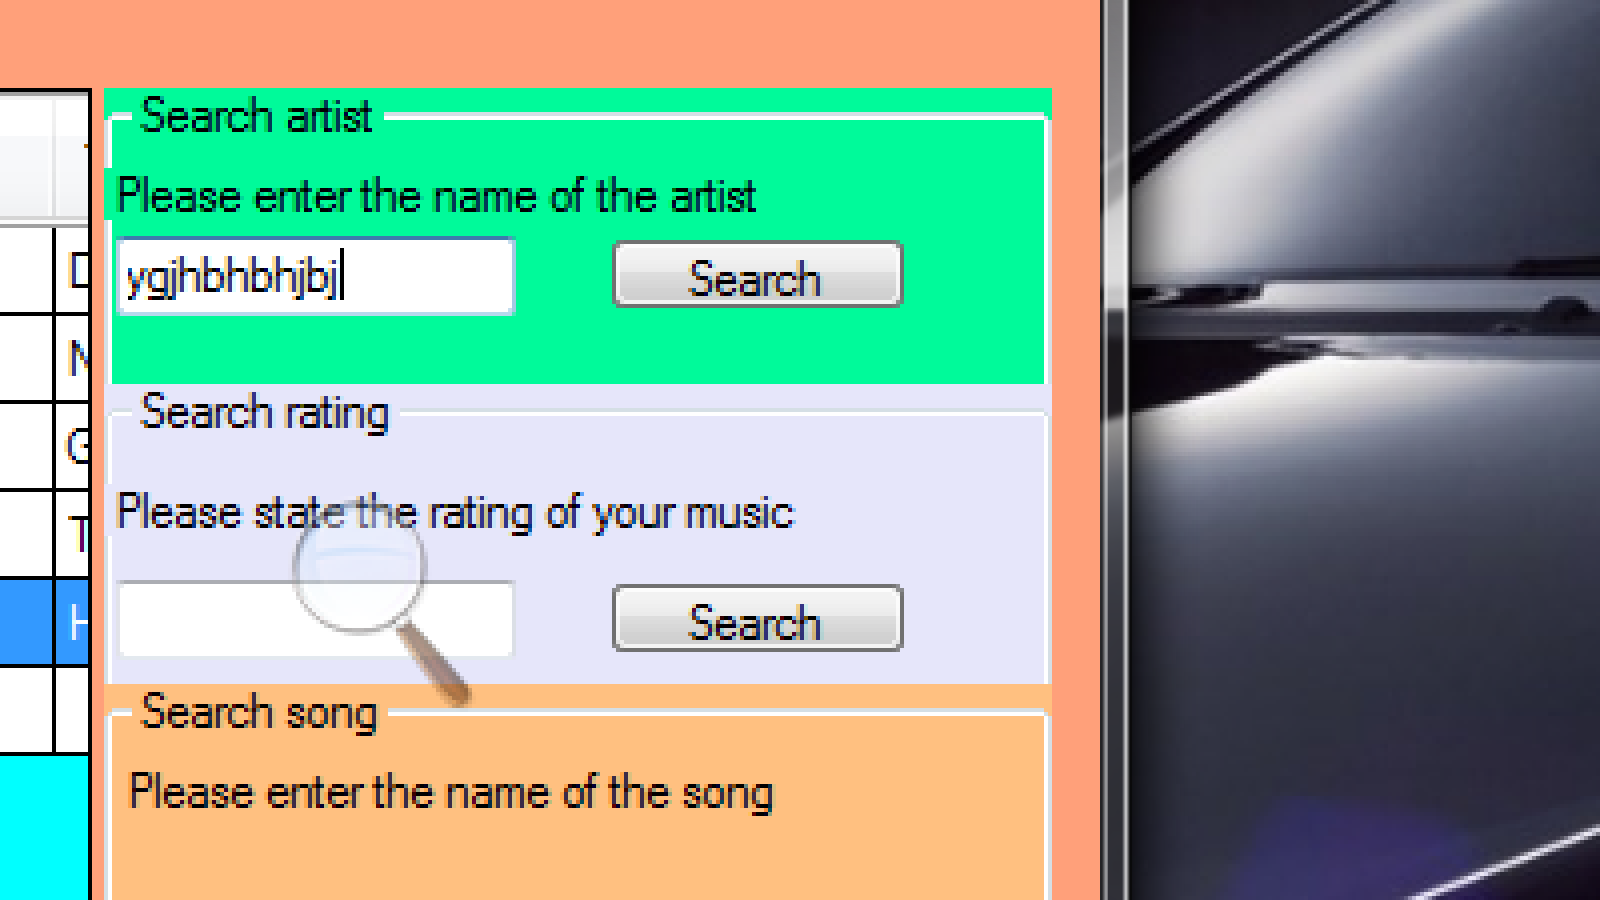 Search artist
Please enter the name of the artist
ygjhbhbhjbj
Search
Search rating
Please state the rating of your music
Search
Search song
Please enter the name of the song